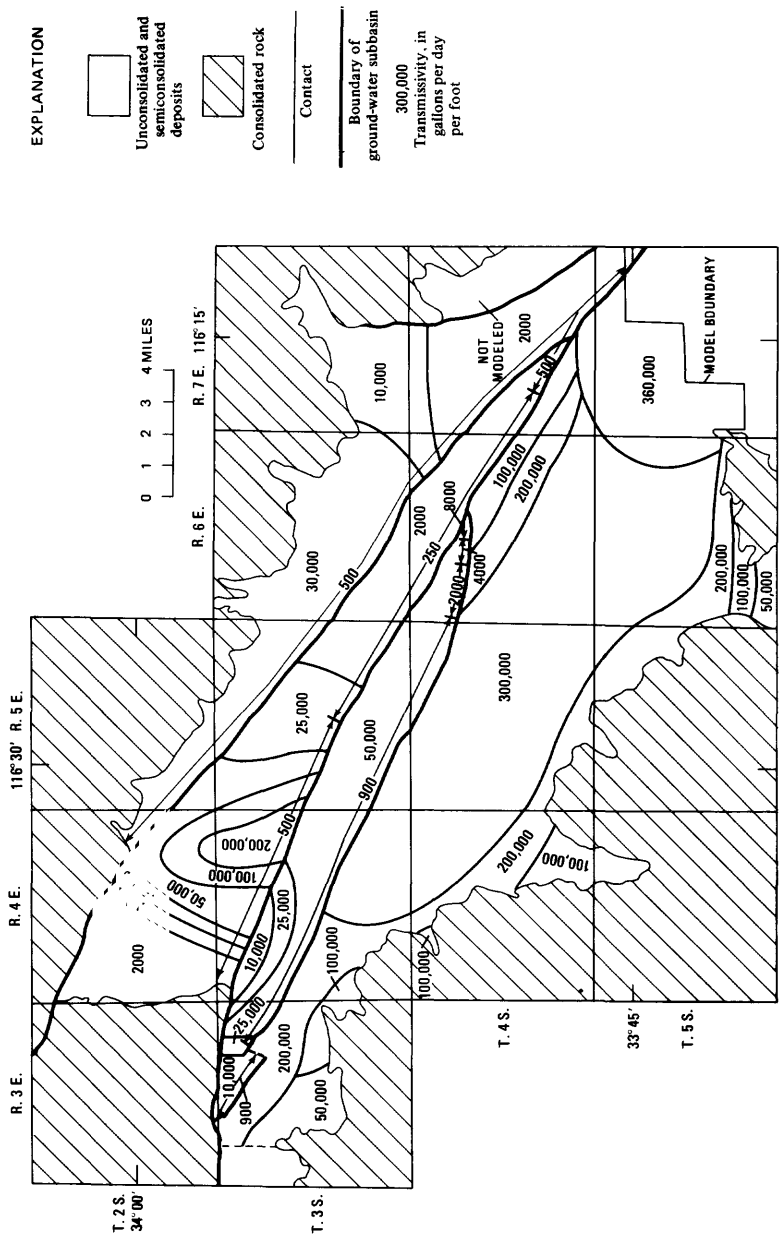 EXPLANATION
Unconsolidated and
semiconsolidated
deposits
Consolidated rock
Contact
Boundary of
ground-water subbasin
300,000
Transmissivity, in
gallons per day
per foot
R. 3 E.
R. 4 E.
116°30' R. 5 E.
R. 6 E.
R. 7 E. 116°15'
0 1 2 3 4 MILES
T. 2 S.
34°00'
T. 3 S.
T. 4 S.
33°45'
T. 5 S.
2000
50,000
100,000
200,000
10,000
25,000
500
25,000
30,000
500
10,000
NOT
MODELED
2000
10,000
25,000
900
200,000
50,000
100,000
900
50,000
2000
250
8000
2000
4000
500
100,000
200,000
300,000
100,000
200,000
100,000
360,000
MODEL BOUNDARY
200,000
100,000
50,000